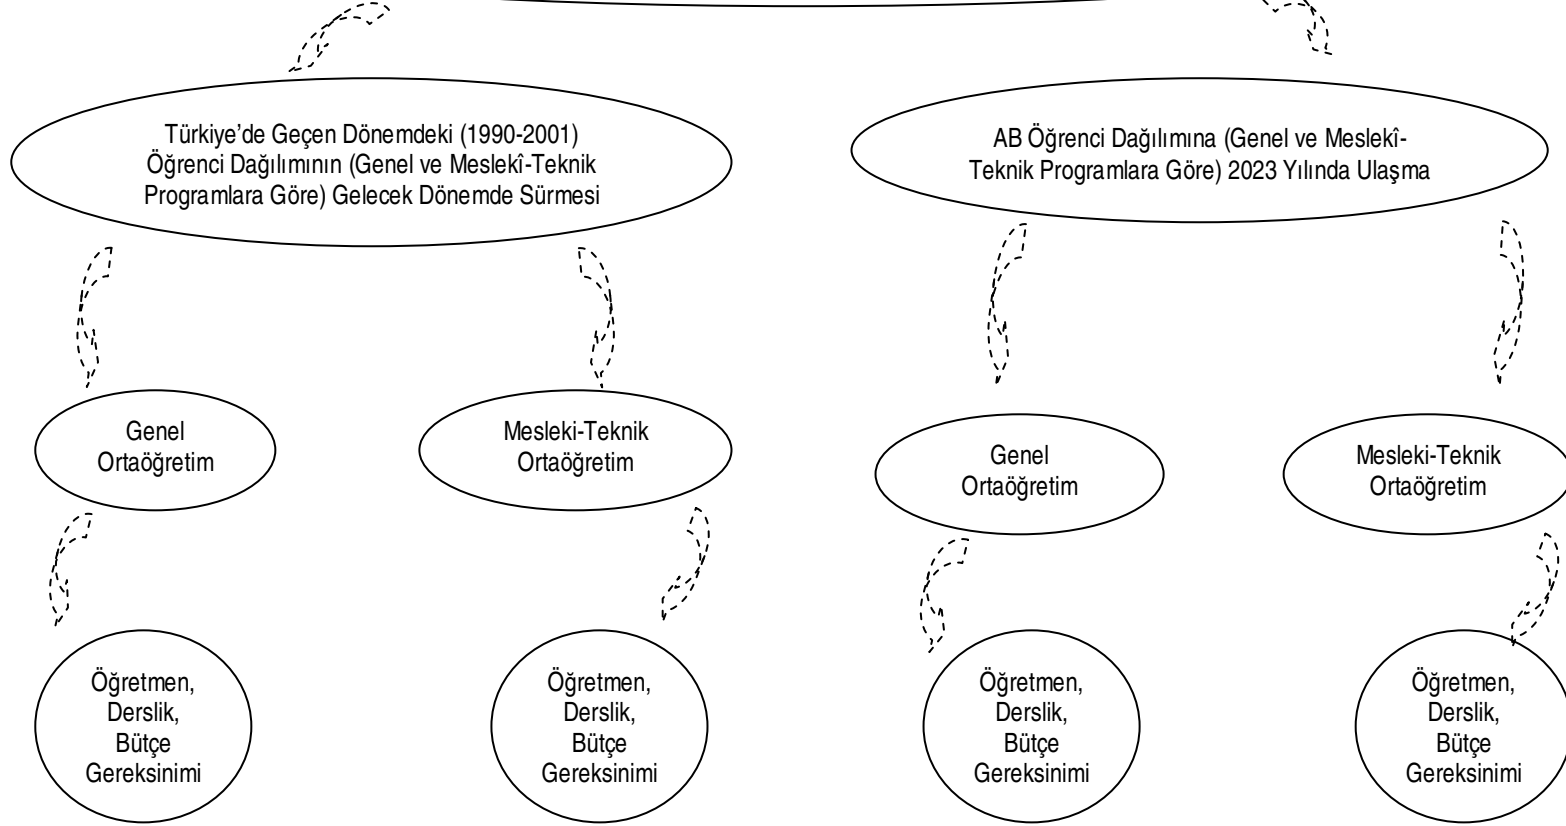 Türkiye’de Geçen Dönemdeki (1990-2001)
Öğrenci Dağılımının (Genel ve Meslekî-Teknik
Programlara Göre) Gelecek Dönemde Sürmesi
AB Öğrenci Dağılımına (Genel ve Meslekî-
Teknik Programlara Göre) 2023 Yılında Ulaşma
Genel
Ortaöğretim
Mesleki-Teknik
Ortaöğretim
Genel
Ortaöğretim
Mesleki-Teknik
Ortaöğretim
Öğretmen,
Derslik,
Bütçe
Gereksinimi
Öğretmen,
Derslik,
Bütçe
Gereksinimi
Öğretmen,
Derslik,
Bütçe
Gereksinimi
Öğretmen,
Derslik,
Bütçe
Gereksinimi